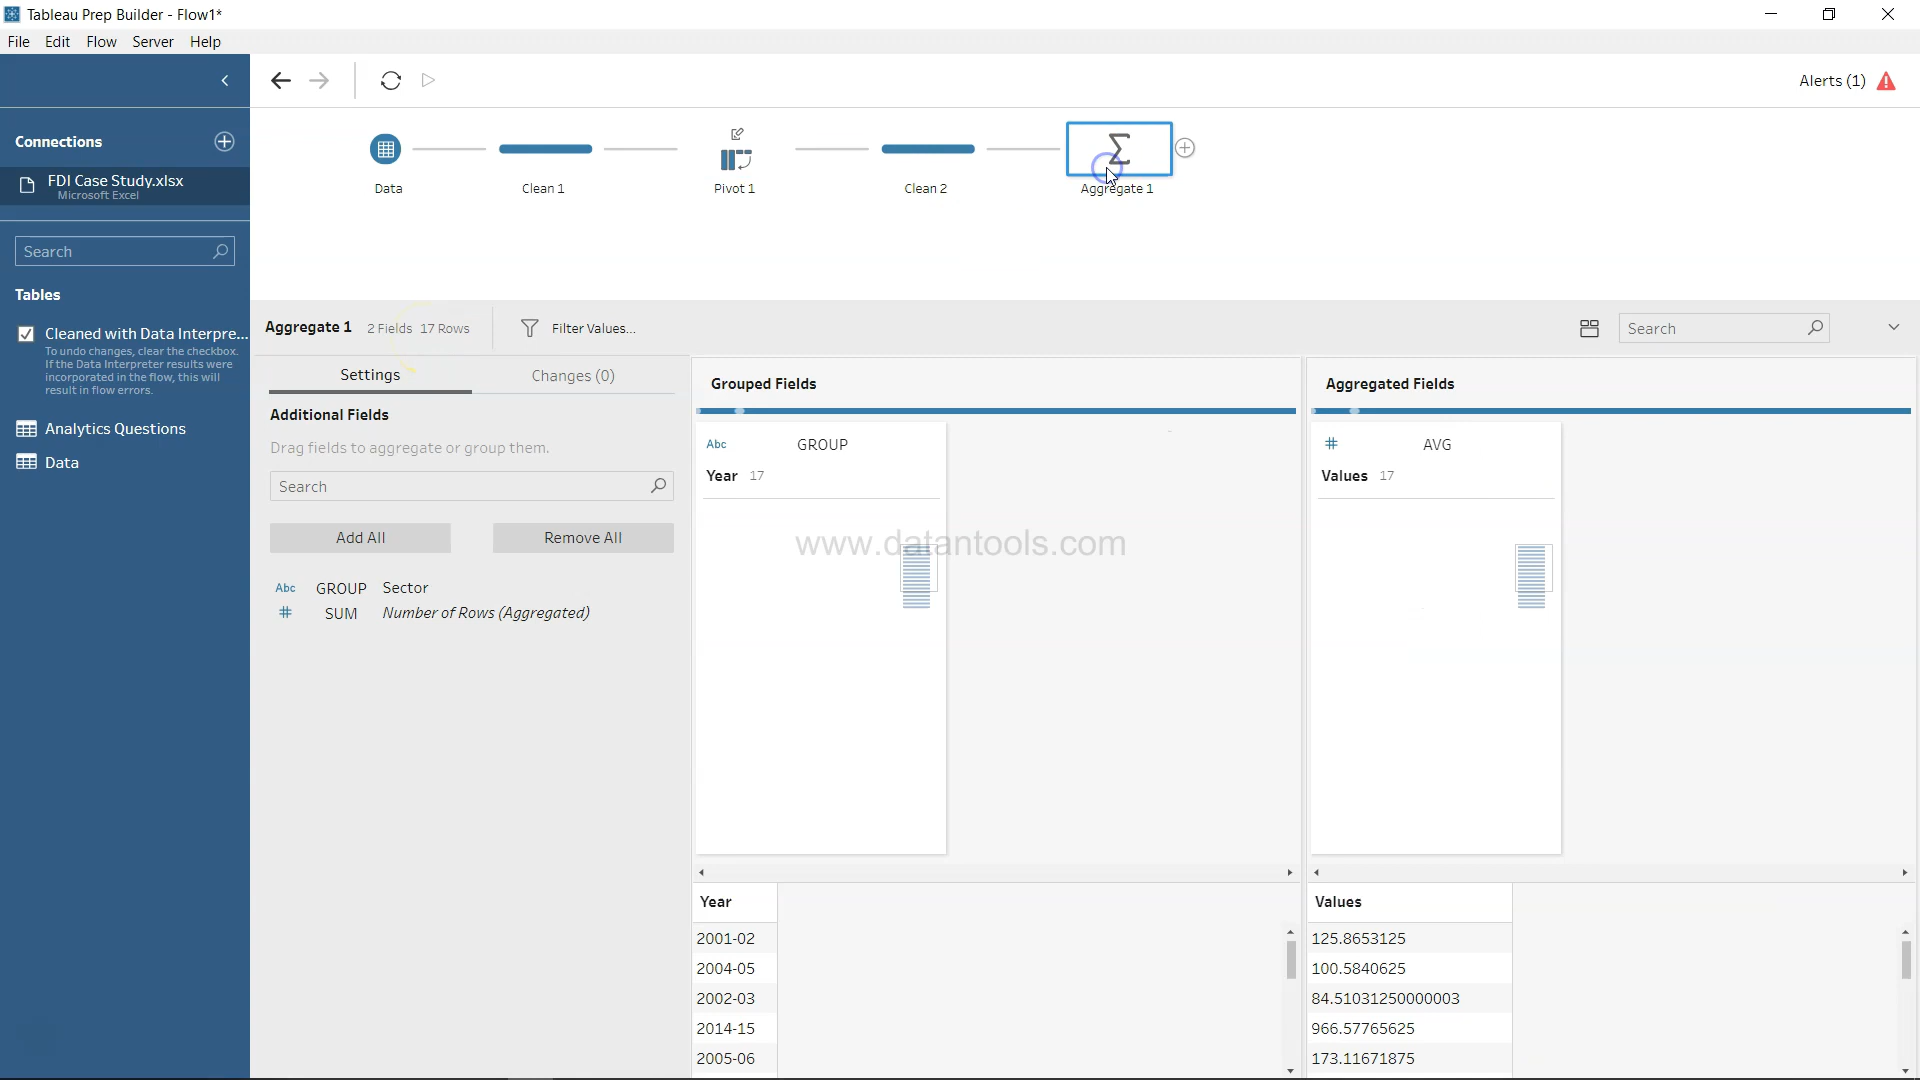 Tableau Prep Builder - Flow1*
File Edit Flow Server Help
Alerts (1)
Connections
FDI Case Study.xlsx
Microsoft Excel
Data
Clean 1
Pivot 1
Clean 2
Aggregate 1
Search
Tables
Cleaned with Data Interpre...
To undo changes, clear the checkbox.
If the Data Interpreter results were
incorporated in the flow, this will
result in flow errors.
Analytics Questions
Data
Aggregate 1 2 Fields 17 Rows
Filter Values...
Search
Settings
Changes (0)
Additional Fields
Drag fields to aggregate or group them.
Search
Add All
Remove All
Abc GROUP Sector
# SUM Number of Rows (Aggregated)
Grouped Fields
Abc GROUP
Year 17
Aggregated Fields
# AVG
Values 17
www.datantools.com
Year
2001-02
2004-05
2002-03
2014-15
2005-06
Values
125.8653125
100.5840625
84.51031250000003
966.57765625
173.11671875